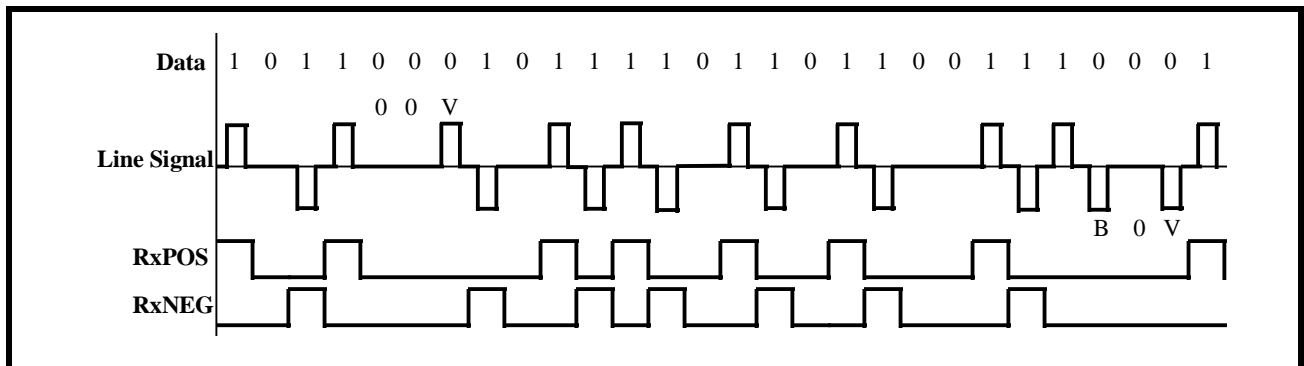 Data 1 0 1 1 0 0 0 1 0 1 1 1 1 0 1 1 0 1 1 0 0 1 1 1 0 0 0 1
0 0 V
Line Signal
B 0 V
RxPOS
RxNEG